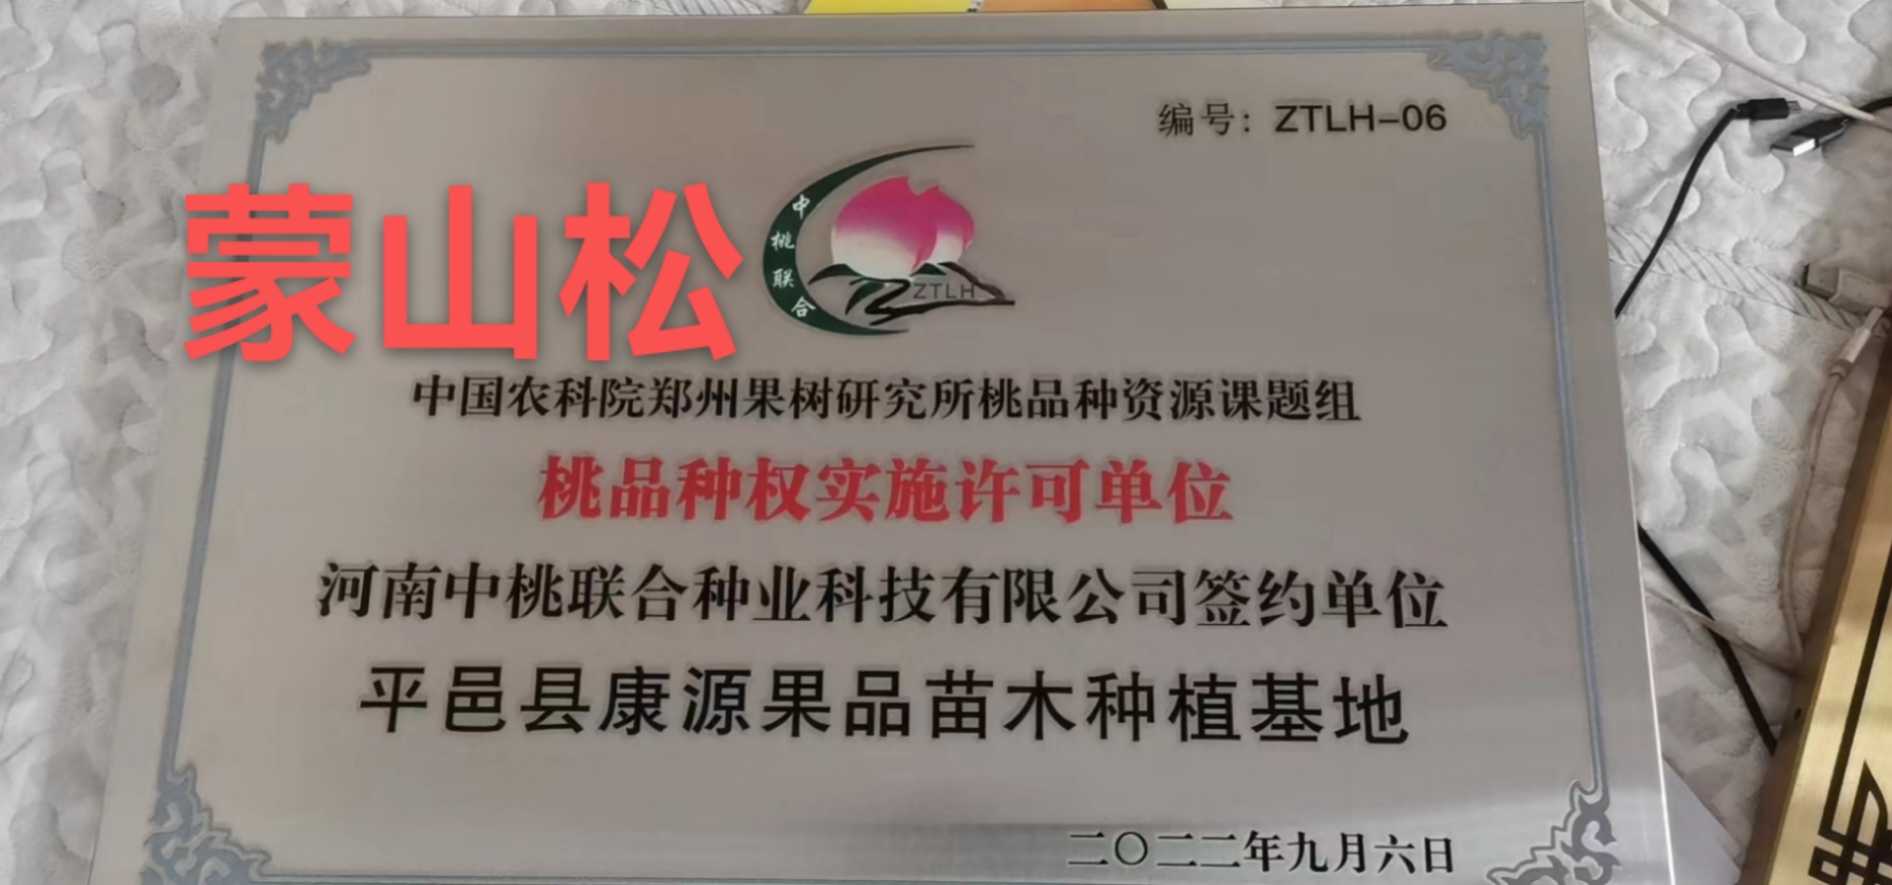 编号：ZTLH-06
蒙山松
中桃联合
ZTLH
中国农科院郑州果树研究所桃品种资源课题组
桃品种权实施许可单位
河南中桃联合种业科技有限公司签约单位
平邑县康源果品苗木种植基地
二〇二二年九月六日